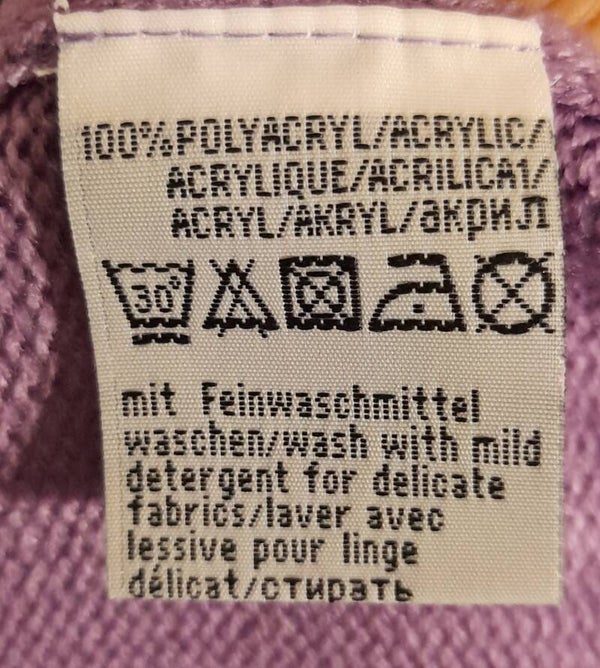 100%POLYACRYL/ACRYLIC/
ACRYLIQUE/ACRILICA1/
ACRYL/AKRYL/акрил
30°
mit Feinwaschmittel
waschen/wash with mild
detergent for delicate
fabrics/laver avec
lessive pour linge
délicat/стирать